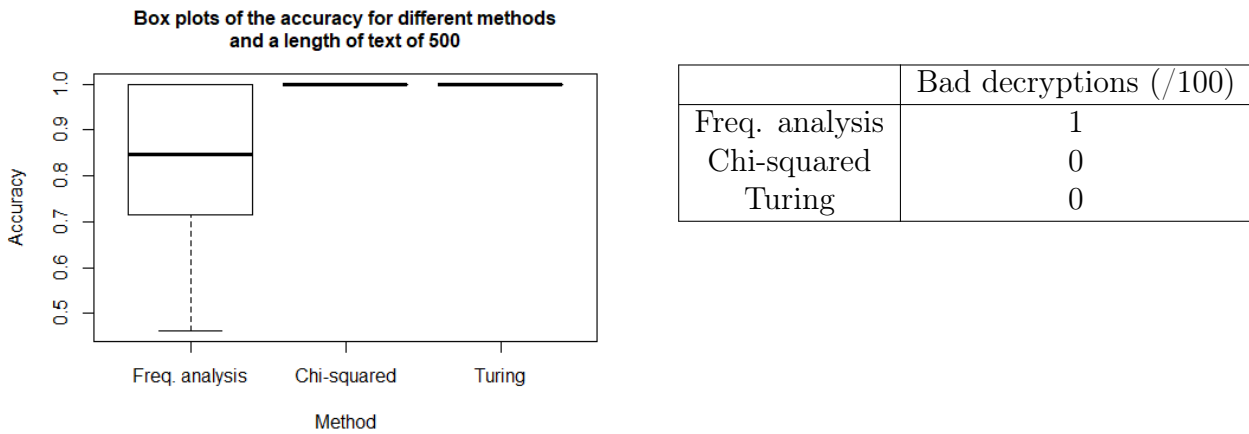 Box plots of the accuracy for different methods
and a length of text of 500
Accuracy
1.0
0.9
0.8
0.7
0.6
0.5
Freq. analysis Chi-squared Turing
Method
Bad decryptions (/100)
Freq. analysis 1
Chi-squared 0
Turing 0